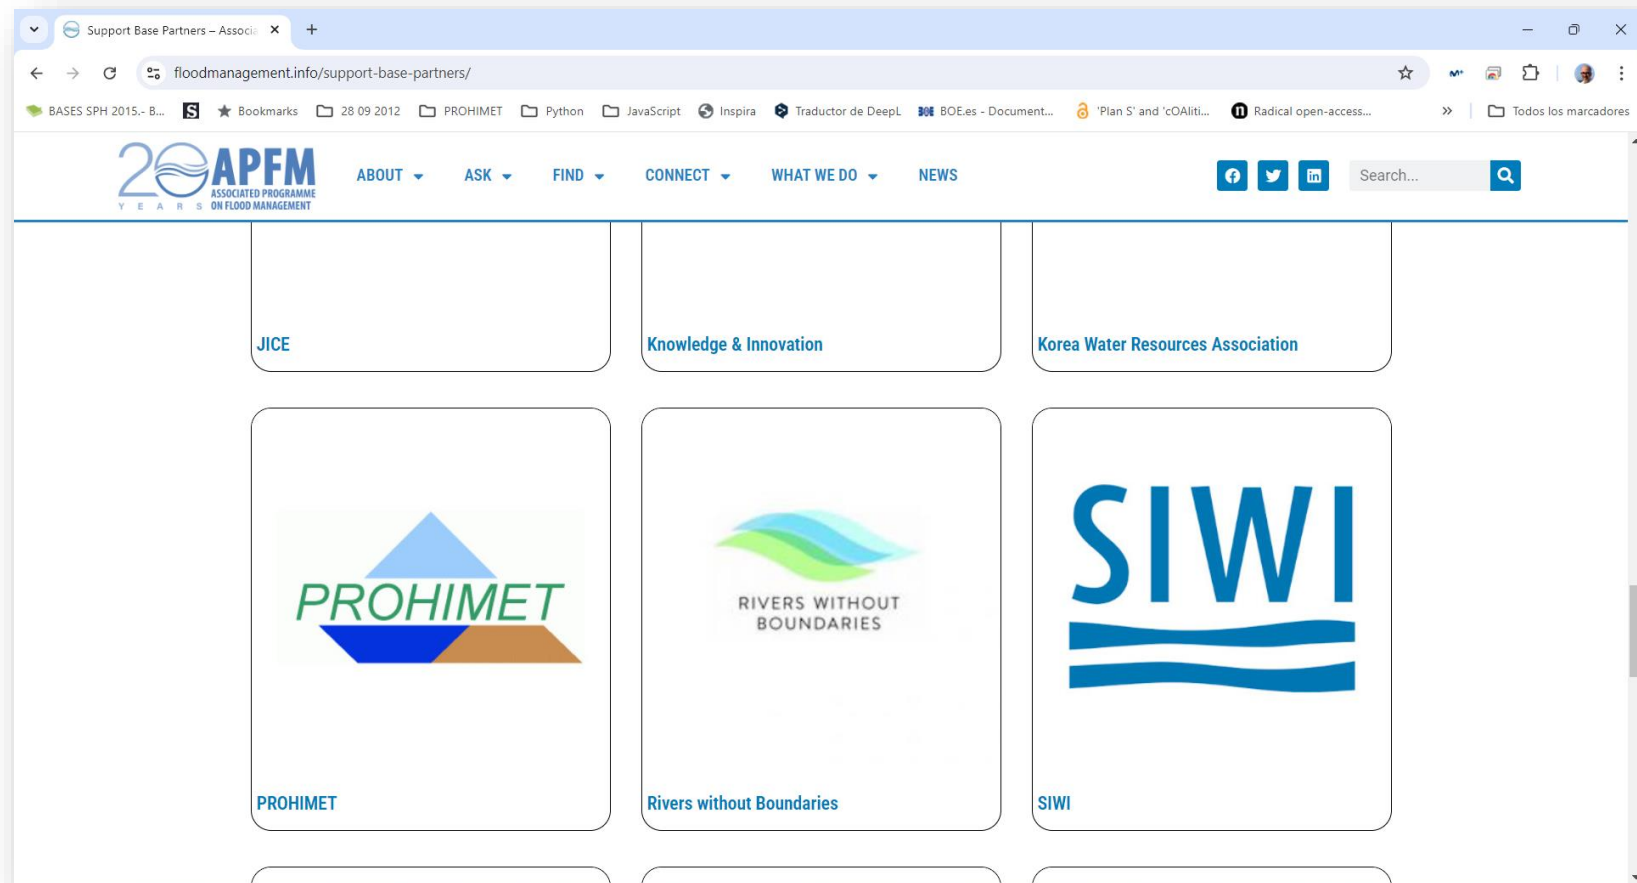 Support Base Partners – Associa
floodmanagement.info/support-base-partners/
BASES SPH 2015.- B... S Bookmarks 28 09 2012 PROHIMET Python JavaScript Inspira Traductor de DeepL BOE BOE.es - Document... 'Plan S' and 'cOAliti... n Radical open-access... » Todos los marcadores
20 YEARS APFM
ASSOCIATED PROGRAMME
ON FLOOD MANAGEMENT
ABOUT ASK FIND CONNECT WHAT WE DO NEWS
Search...
JICE Knowledge & Innovation Korea Water Resources Association
PROHIMET
RIVERS WITHOUT
BOUNDARIES
SIWI
PROHIMET Rivers without Boundaries SIWI